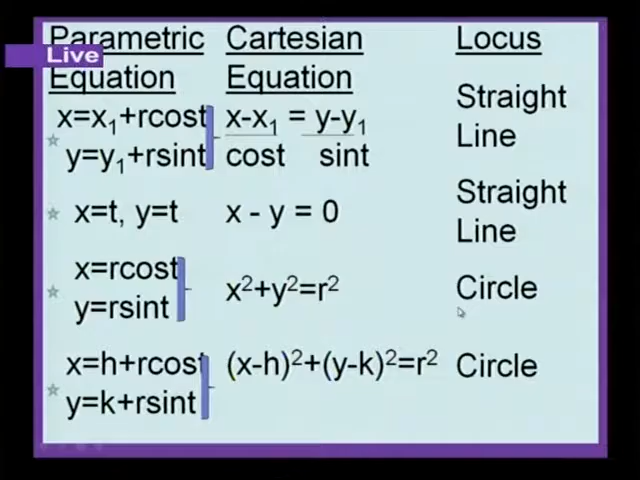 Parametric Cartesian Locus
Live
Equation Equation
x=x₁+rcost x-x₁ = y-y₁ Straight
y=y₁+rsint cost sint Line
x=t, y=t x - y = 0 Straight
Line
x=rcost
y=rsint x²+y²=r² Circle
x=h+rcost (x-h)²+(y-k)²=r² Circle
y=k+rsint